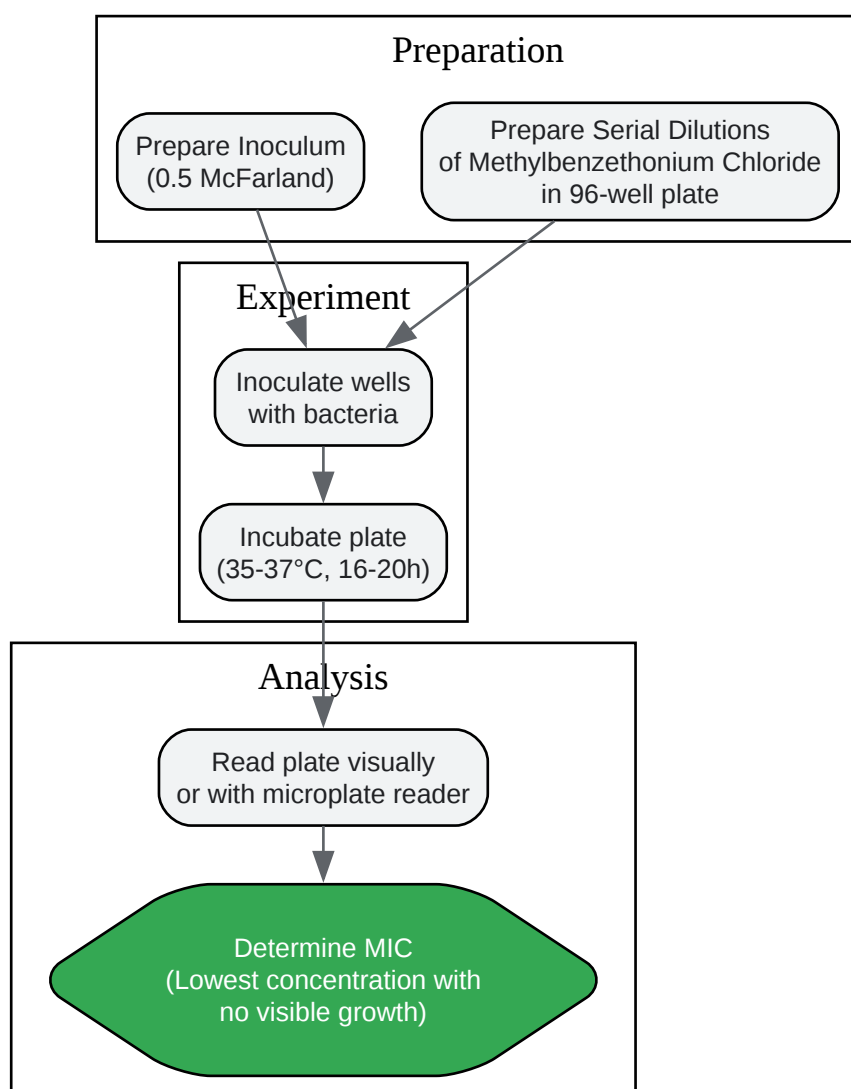 Preparation
Prepare Inoculum
(0.5 McFarland)
Prepare Serial Dilutions
of Methylbenzethonium Chloride
in 96-well plate
Experiment
Inoculate wells
with bacteria
Incubate plate
(35-37°C, 16-20h)
Analysis
Read plate visually
or with microplate reader
Determine MIC
(Lowest concentration with
no visible growth)